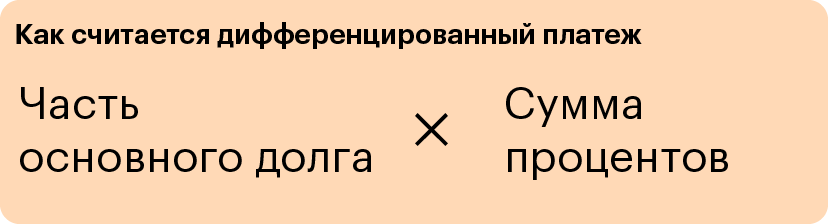 Как считается дифференцированный платеж
Часть
основного долга
×
Сумма
процентов